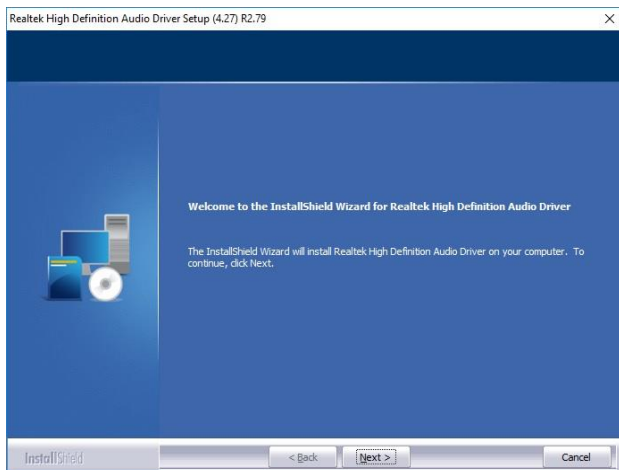 Realtek High Definition Audio Driver Setup (4.27) R2.79
Welcome to the InstallShield Wizard for Realtek High Definition Audio Driver
The InstallShield Wizard will install Realtek High Definition Audio Driver on your computer. To
continue, click Next.
InstallShield
< Back Next > Cancel